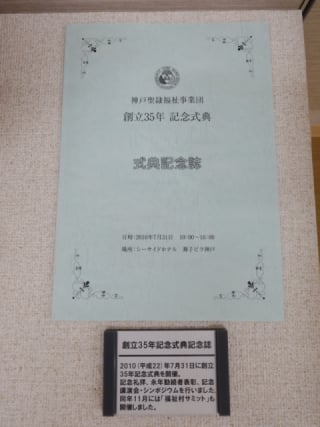 神戸聖隷福祉事業団
創立35年 記念式典
式典記念誌
日時:2010年7月31日 10:00~16:00
場所:シーサイドホテル 舞子ビラ神戸
創立35年記念式典記念誌
2010(平成22)年7月31日に創立
35年記念式典を開催。
記念礼拝、永年勤続者表彰、記念
講演会・シンポジウムを行いました。
同年11月には「福祉村サミット」も
開催しました。